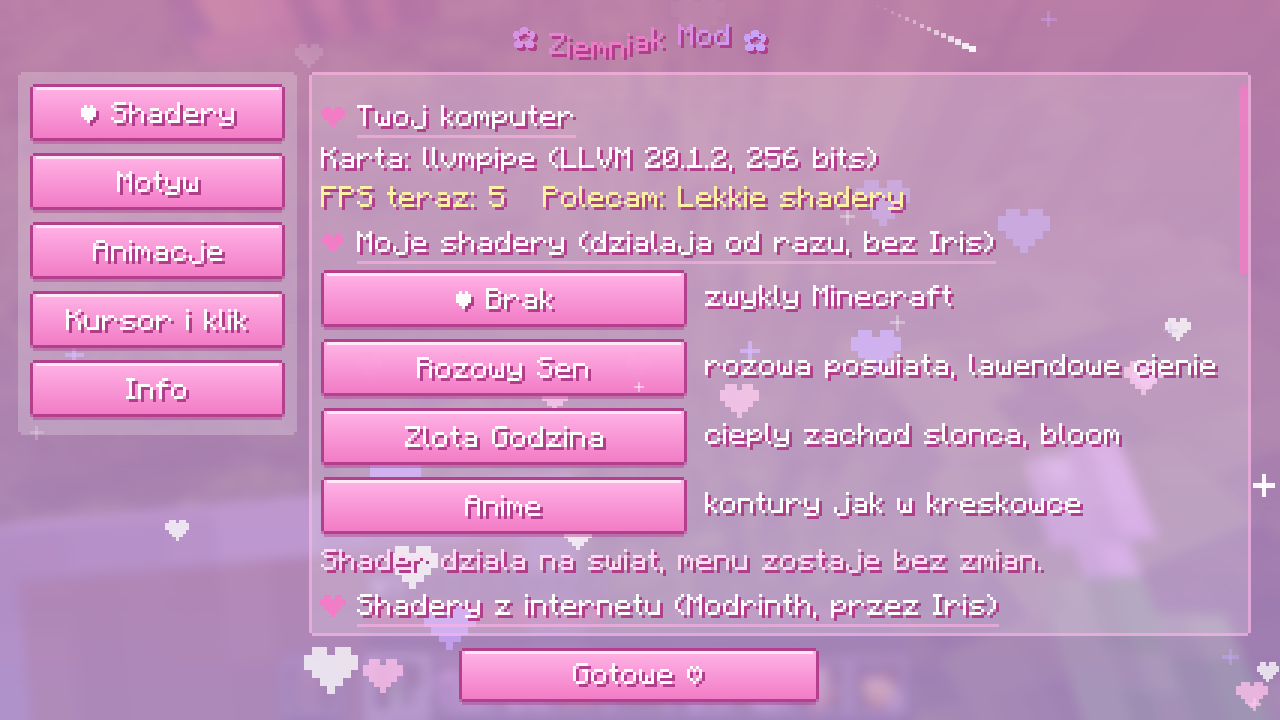 ✿ Ziemniak Mod ✿
♥ Shadery
Motyw
Animacje
Kursor i klik
Info
♥ Twoj komputer
Karta: llvmpipe (LLVM 20.1.2, 256 bits)
FPS teraz: 5 Polecam: Lekkie shadery
♥ Moje shadery (dzialaja od razu, bez Iris)
♥ Brak zwykly Minecraft
Rozowy Sen rozowa poswiata, lawendowe cienie
Zlota Godzina cieply zachod slonca, bloom
Anime kontury jak w kreskowce
Shader dziala na swiat, menu zostaje bez zmian.
♥ Shadery z internetu (Modrinth, przez Iris)
Gotowe ♡